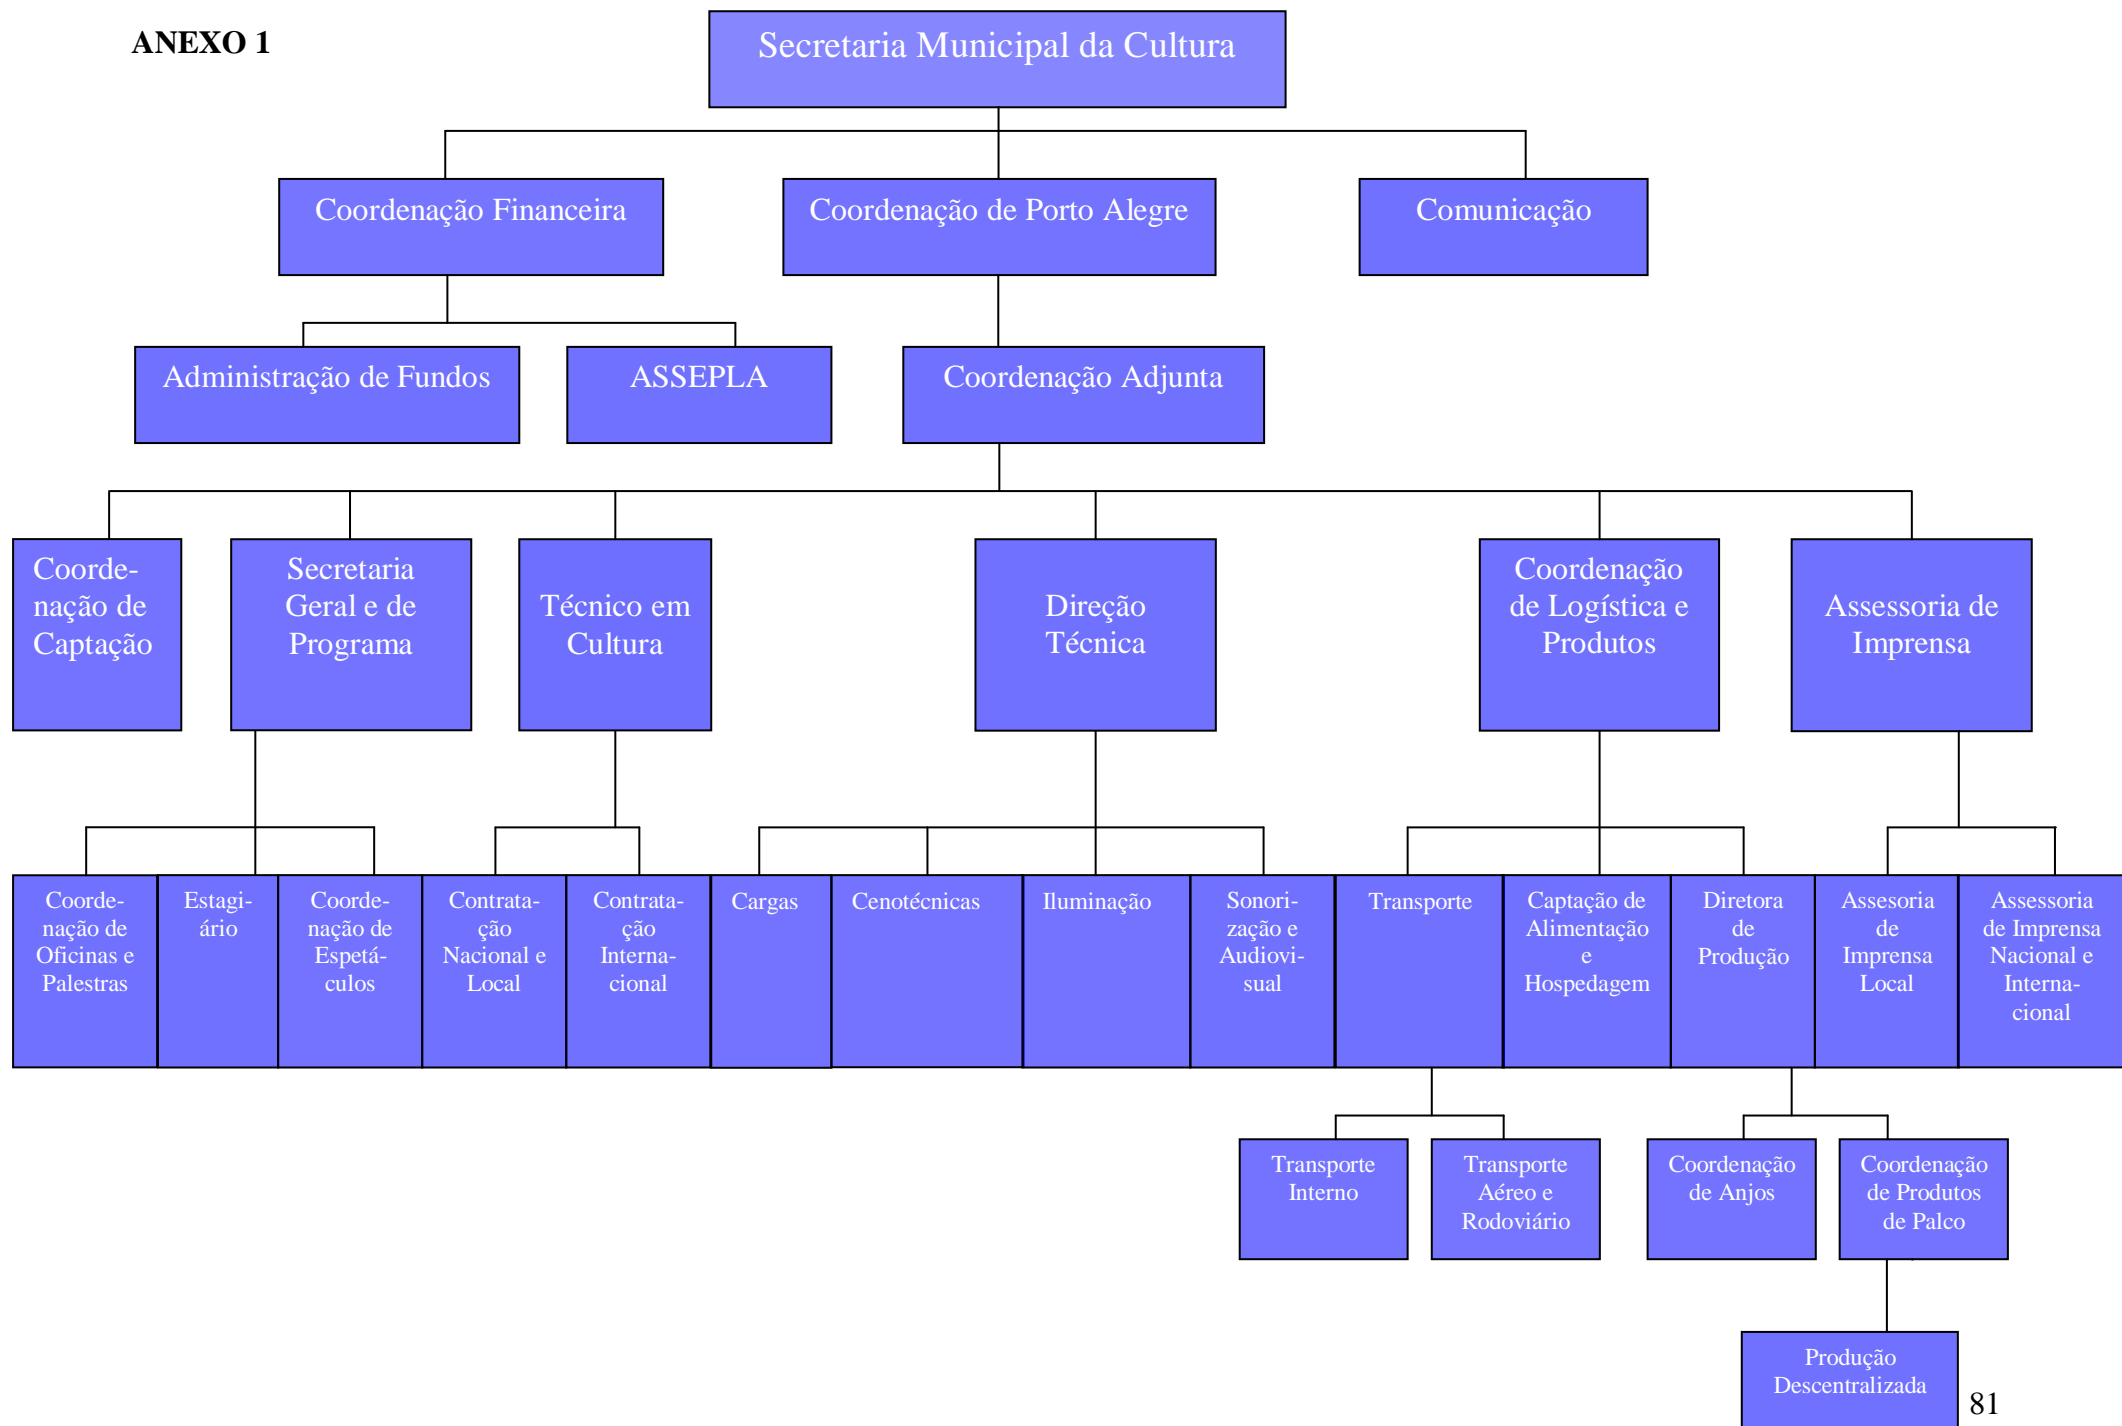 ANEXO 1
Secretaria Municipal da Cultura
Coordenação Financeira
Coordenação de Porto Alegre
Comunicação
Administração de Fundos
ASSEPLA
Coordenação Adjunta
Coorde-
nação de
Captação
Secretaria
Geral e de
Programa
Técnico em
Cultura
Direção
Técnica
Coordenação
de Logística e
Produtos
Assessoria de
Imprensa
Coorde-
nação de
Oficinas e
Palestras
Estagi-
ário
Coorde-
nação de
Espetá-
culos
Contrata-
ção
Nacional e
Local
Contrata-
ção
Interna-
cional
Cargas
Cenotécnicas
Iluminação
Sonori-
zação e
Audiovi-
sual
Transporte
Captação de
Alimentação
e
Hospedagem
Diretora
de
Produção
Assesoria
de
Imprensa
Local
Assessoria
de Imprensa
Nacional e
Interna-
cional
Transporte
Interno
Transporte
Aéreo e
Rodoviário
Coordenação
de Anjos
Coordenação
de Produtos
de Palco
Produção
Descentralizada
81